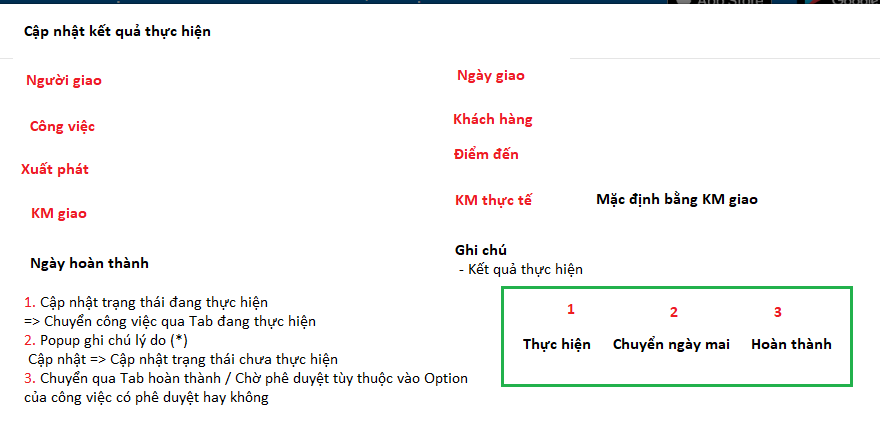 App Store
Google
Cập nhật kết quả thực hiện
Người giao
Ngày giao
Công việc
Khách hàng
Xuất phát
Điểm đến
KM giao
KM thực tế
Mặc định bằng KM giao
Ngày hoàn thành
Ghi chú
- Kết quả thực hiện
1. Cập nhật trạng thái đang thực hiện
=> Chuyển công việc qua Tab đang thực hiện
2. Popup ghi chú lý do (*)
Cập nhật => Cập nhật trạng thái chưa thực hiện
3. Chuyển qua Tab hoàn thành / Chờ phê duyệt tùy thuộc vào Option
của công việc có phê duyệt hay không
1 2 3
Thực hiện Chuyển ngày mai Hoàn thành